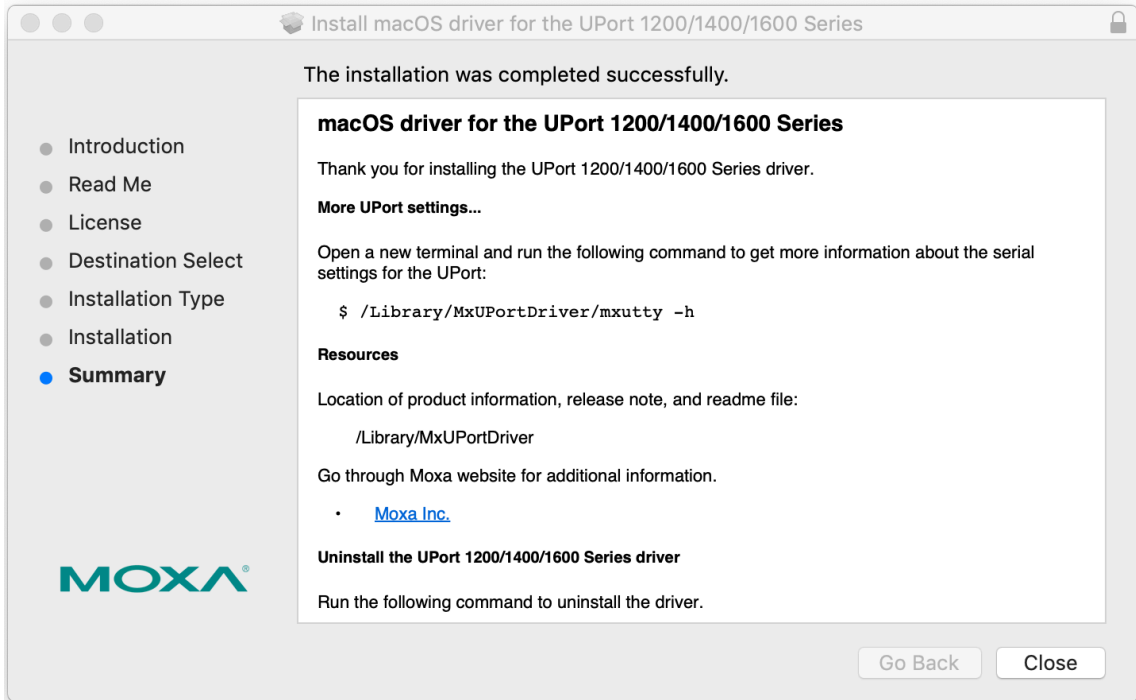 Install macOS driver for the UPort 1200/1400/1600 Series
The installation was completed successfully.
Introduction
Read Me
License
Destination Select
Installation Type
Installation
Summary
MOXA®
macOS driver for the UPort 1200/1400/1600 Series
Thank you for installing the UPort 1200/1400/1600 Series driver.
More UPort settings...
Open a new terminal and run the following command to get more information about the serial
settings for the UPort:
$ /Library/MxUPortDriver/mxutty -h
Resources
Location of product information, release note, and readme file:
/Library/MxUPortDriver
Go through Moxa website for additional information.
• Moxa Inc.
Uninstall the UPort 1200/1400/1600 Series driver
Run the following command to uninstall the driver.
Go Back
Close